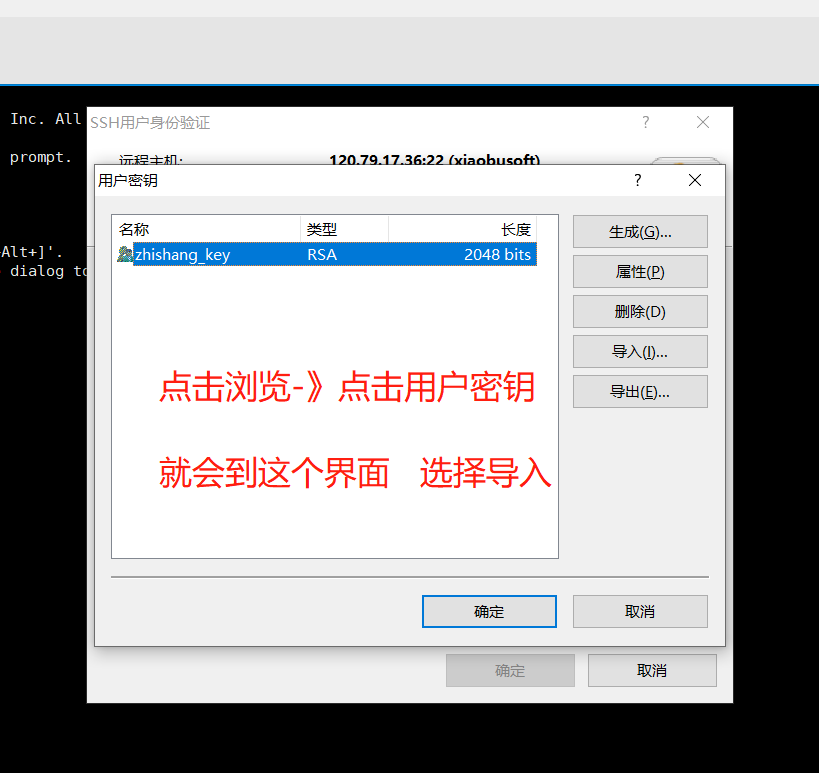 Inc. All
SSH用户身份验证
prompt.
远程主机: 120.79.17.36:22 (xiaobusoft)
用户密钥
名称 类型 长度
生成(G)...
zhishang_key RSA 2048 bits
Alt+]'.
属性(P)
dialog to
删除(D)
导入(I)...
点击浏览-》点击用户密钥
导出(E)...
就会到这个界面 选择导入
确定 取消
确定 取消